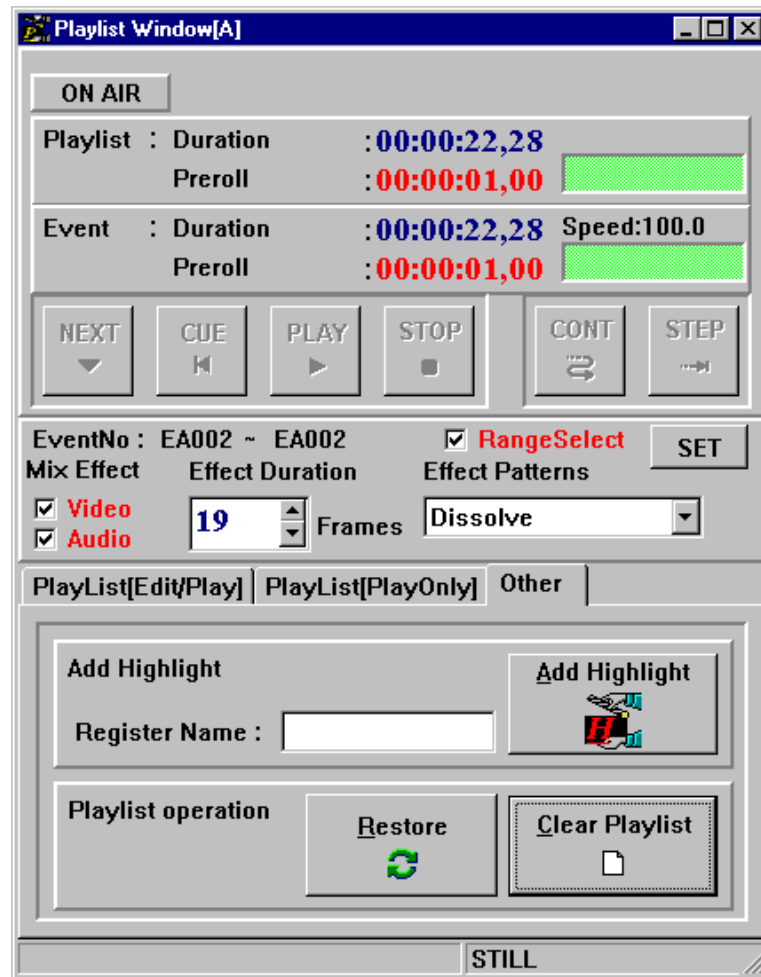 Playlist Window[A]
ON AIR
Playlist : Duration :00:00:22,28
Preroll :00:00:01,00
Event : Duration :00:00:22,28 Speed:100.0
Preroll :00:00:01,00
NEXT CUE PLAY STOP CONT STEP
EventNo : EA002 ~ EA002 RangeSelect SET
Mix Effect Effect Duration Effect Patterns
Video 19 Frames Dissolve
Audio
PlayList[Edit/Play] PlayList[PlayOnly] Other
Add Highlight Add Highlight
H
Register Name :
Playlist operation Restore Clear Playlist
STILL